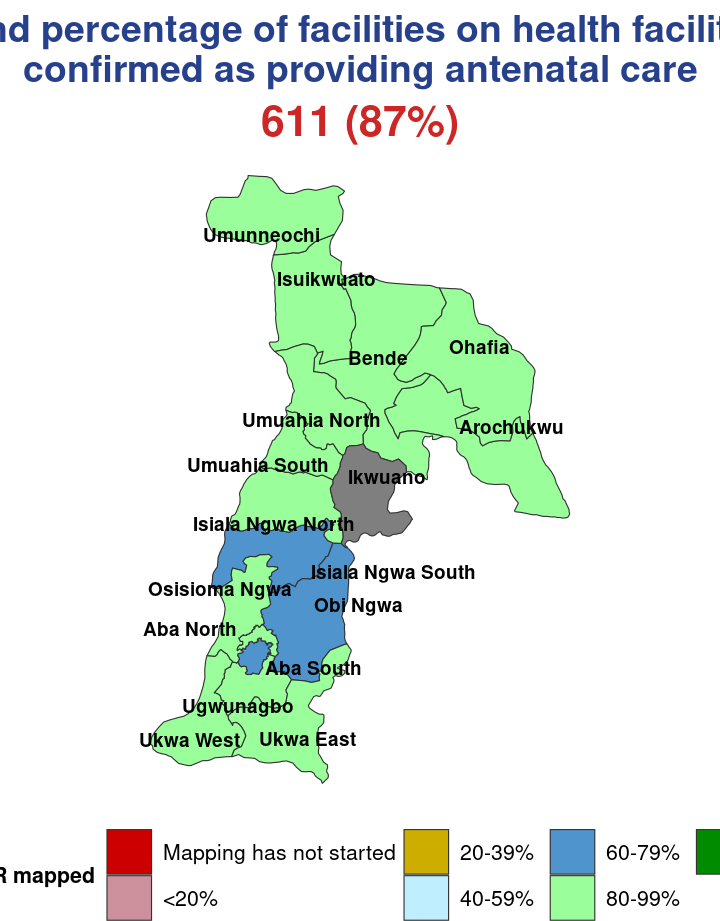 percentage of facilities on health
confirmed as providing antenatal care
611 (87%)
Umunneochi
Isuikwuato
Ohafia
Bende
Umuahia North
Arochukwu
Umuahia South
Ikwuano
Isiala Ngwa North
Isiala Ngwa South
Osisioma Ngwa
Obi Ngwa
Aba North
Aba South
Ugwunagbo
Ukwa West
Ukwa East
Mapping has not started
20-39%
60-79%
mapped
<20%
40-59%
80-99%